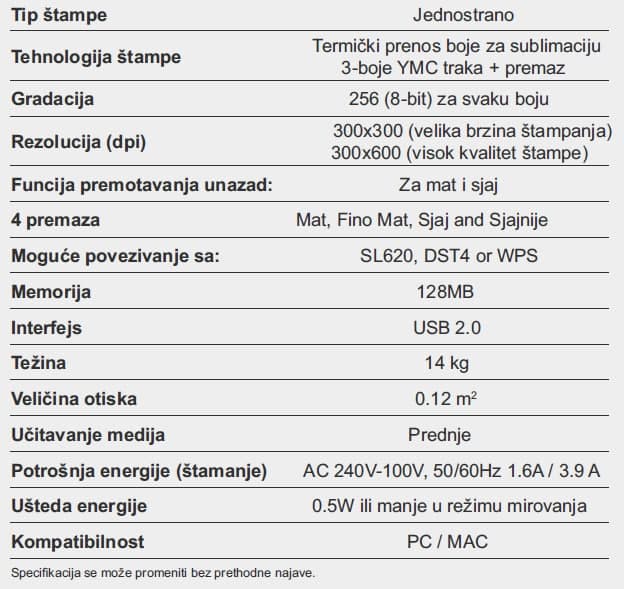 Tip štampe Jednostrano
Tehnologija štampe Termički prenos boje za sublimaciju
3-boje YMC traka + premaz
Gradacija 256 (8-bit) za svaku boju
Rezolucija (dpi) 300x300 (velika brzina štampanja)
300x600 (visok kvalitet štampe)
Funcija premotavanja unazad: Za mat i sjaj
4 premaza Mat, Fino Mat, Sjaj and Sjajnije
Moguće povezivanje sa: SL620, DST4 or WPS
Memorija 128MB
Interfejs USB 2.0
Težina 14 kg
Veličina otiska 0.12 m²
Učitavanje medija Prednje
Potrošnja energije (štamanje) AC 240V-100V, 50/60Hz 1.6A / 3.9 A
Ušteda energije 0.5W ili manje u režimu mirovanja
Kompatibilnost PC / MAC
Specifikacija se može promeniti bez prethodne najave.